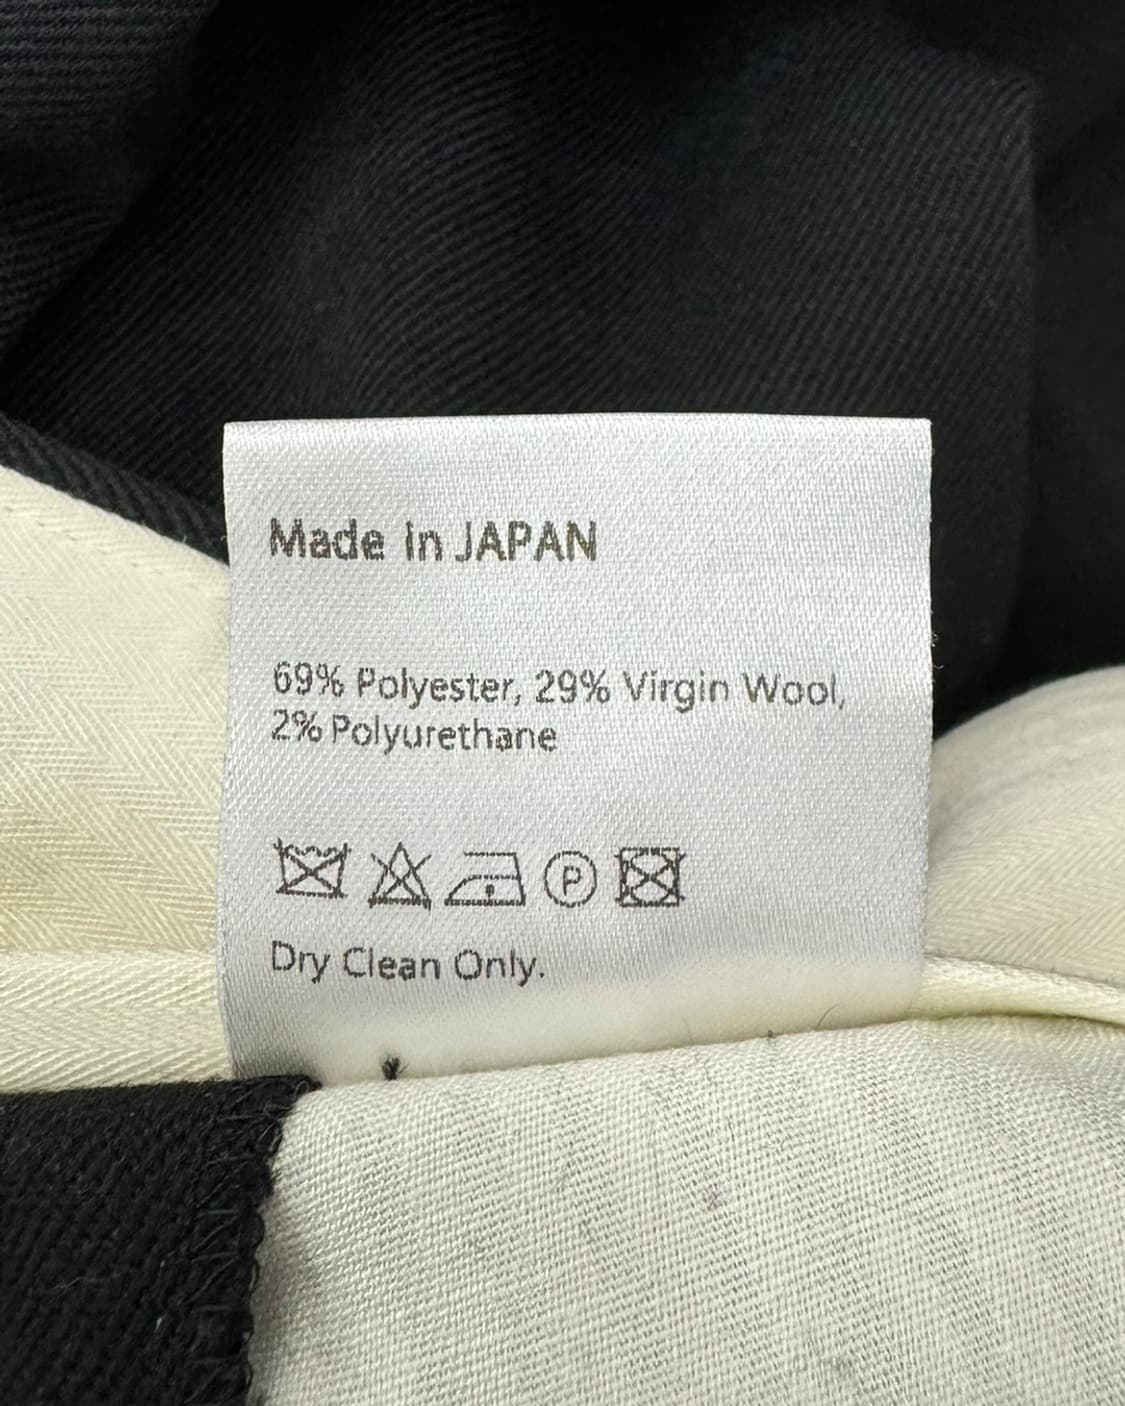 Made in JAPAN
69% Polyester, 29% Virgin Wool,
2% Polyurethane
P
Dry Clean Only.